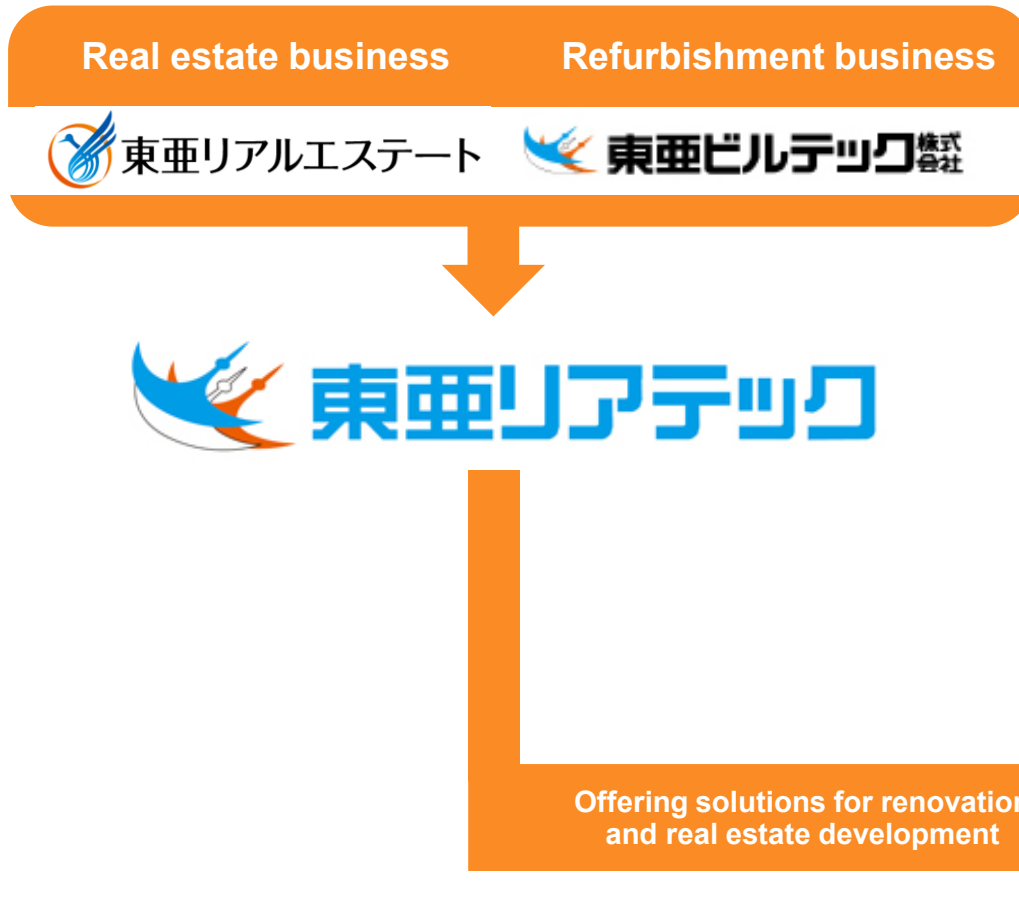 Real estate business
Refurbishment business
東亜リアルエステート
東亜ビルテック株式会社
東亜リアテック
Offering solutions for renovation
and real estate development